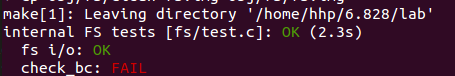 make[1]: Leaving directory '/home/hhp/6.828/lab'
internal FS tests [fs/test.c]: OK (2.3s)
fs i/o: OK
check_bc: FAIL